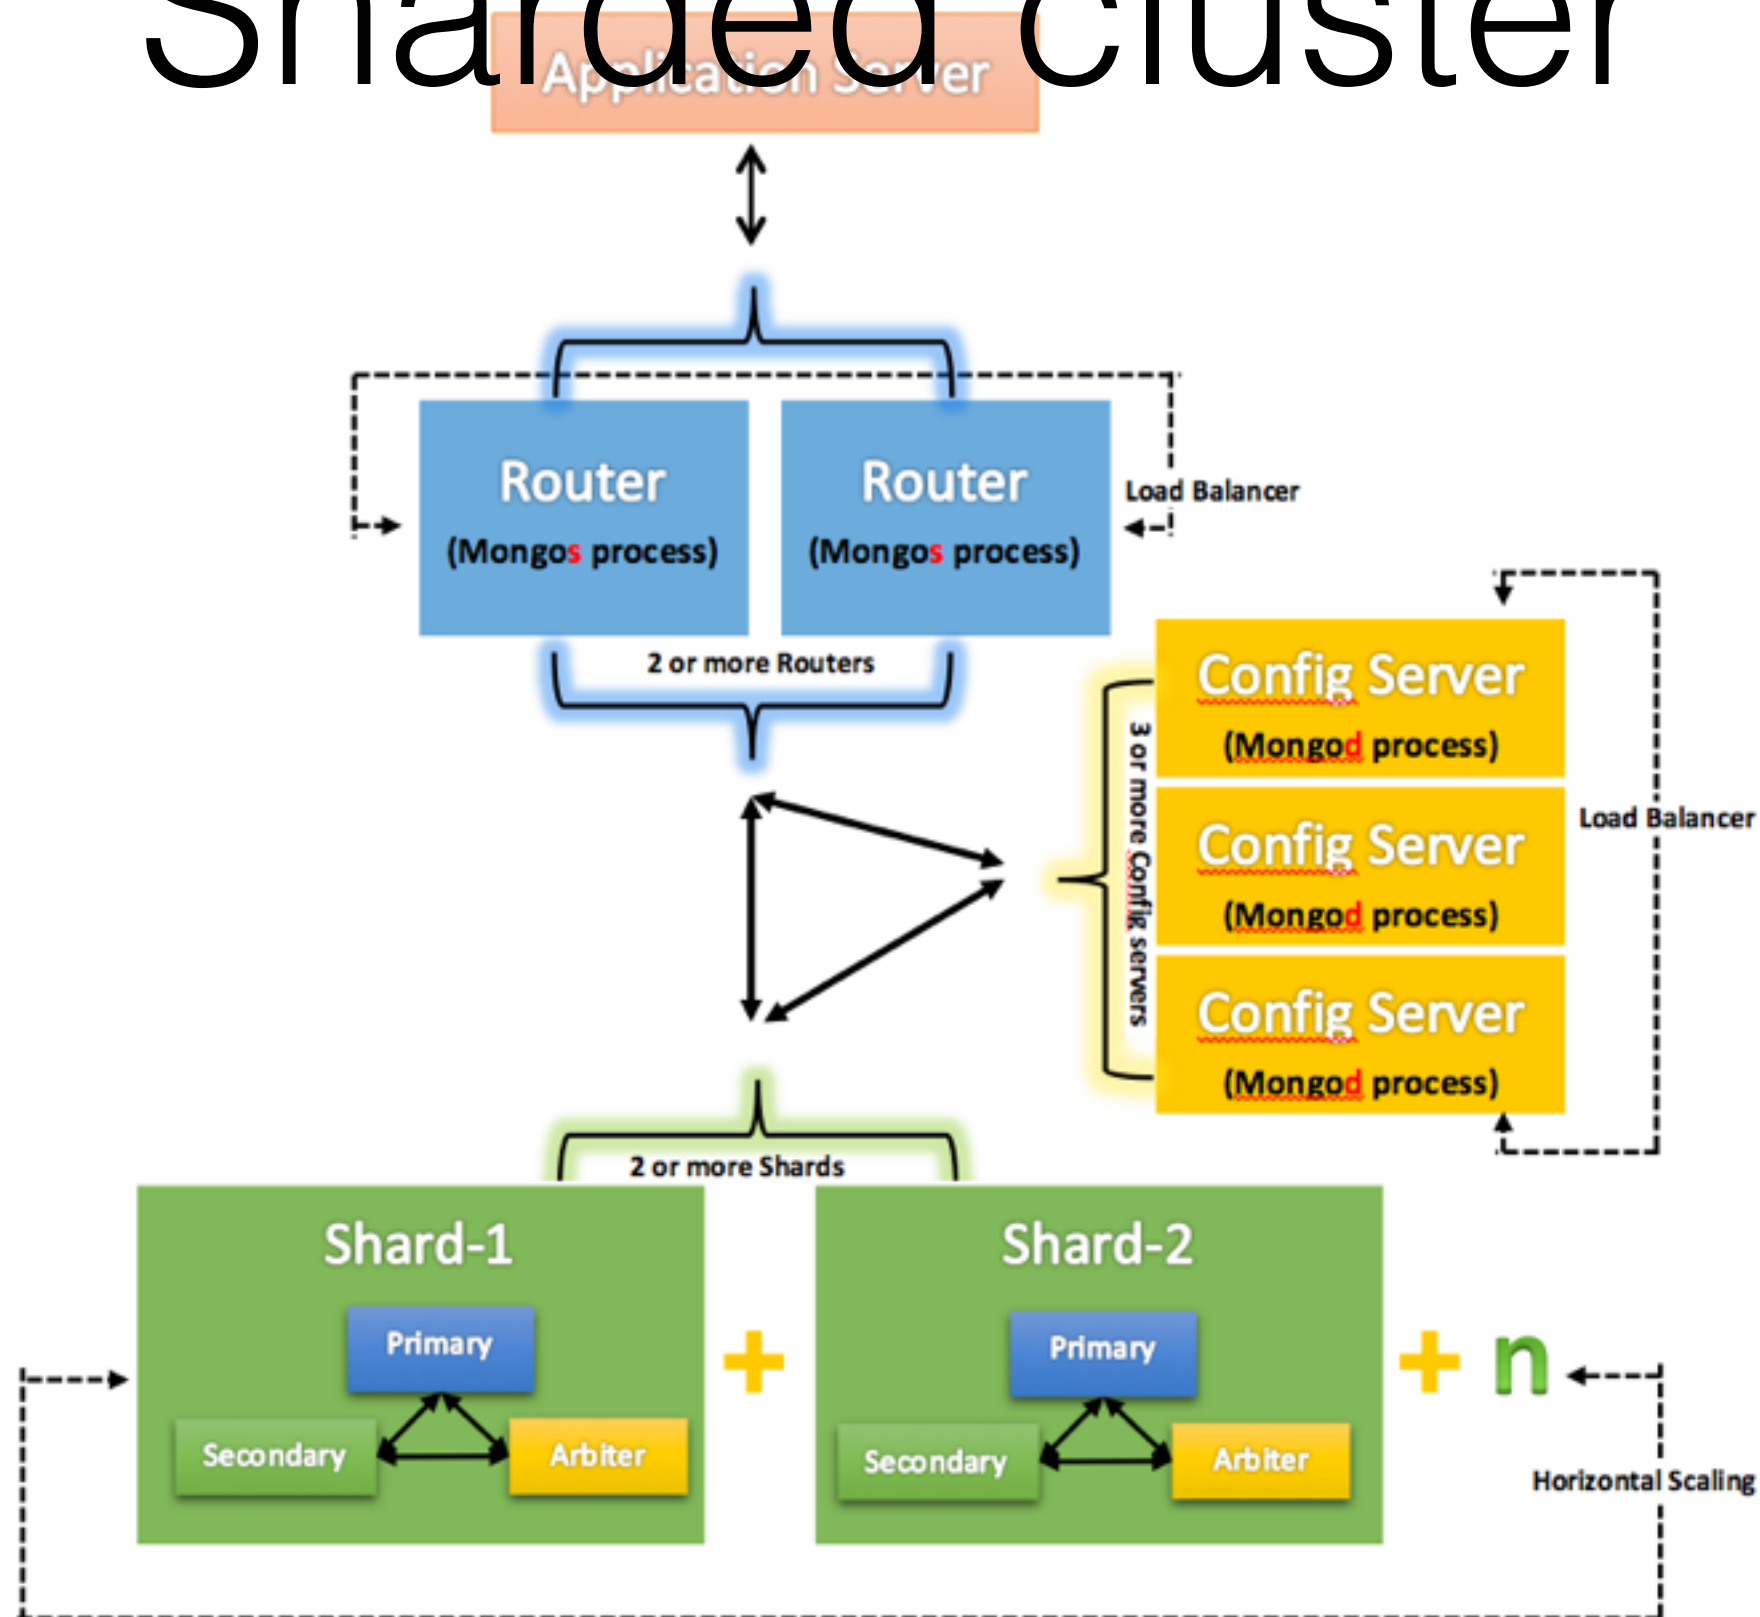 Sharded cluster
Application Server
Router
(Mongos process)
Router
(Mongos process)
Load Balancer
2 or more Routers
Config Server
(Mongod process)
3 or more Config servers
Config Server
(Mongod process)
Load Balancer
Config Server
(Mongod process)
2 or more Shards
Shard-1
Primary
Secondary
Arbiter
+
Shard-2
Primary
Secondary
Arbiter
+ n
Horizontal Scaling